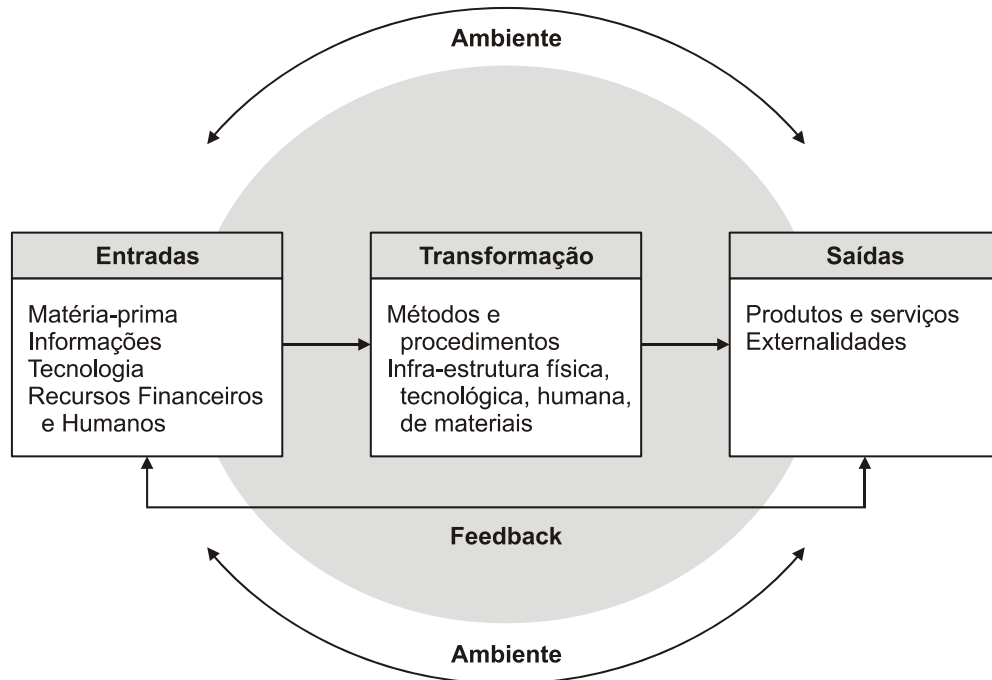 Ambiente
Entradas
Matéria-prima
Informações
Tecnologia
Recursos Financeiros
e Humanos
Transformação
Métodos e
procedimentos
Infra-estrutura física,
tecnológica, humana,
de materiais
Saídas
Produtos e serviços
Externalidades
Feedback
Ambiente